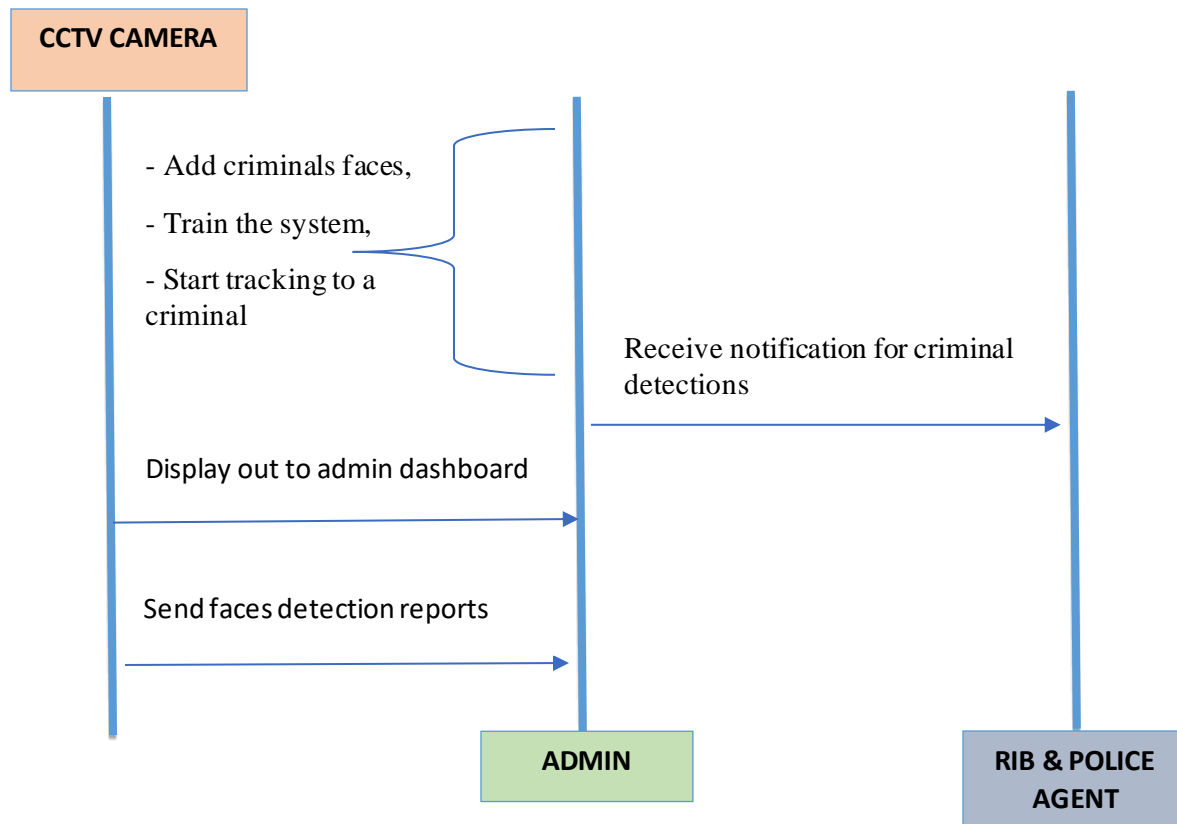 CCTV CAMERA
- Add criminals faces,
- Train the system,
- Start tracking to a
criminal
Receive notification for criminal
detections
Display out to admin dashboard
Send faces detection reports
ADMIN
RIB & POLICE
AGENT